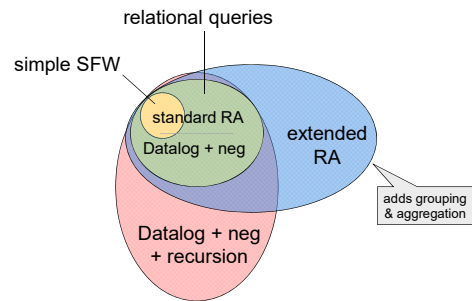 relational queries
simple SFW
standard RA
Datalog + neg
extended
RA
adds grouping
& aggregation
Datalog + neg
+ recursion